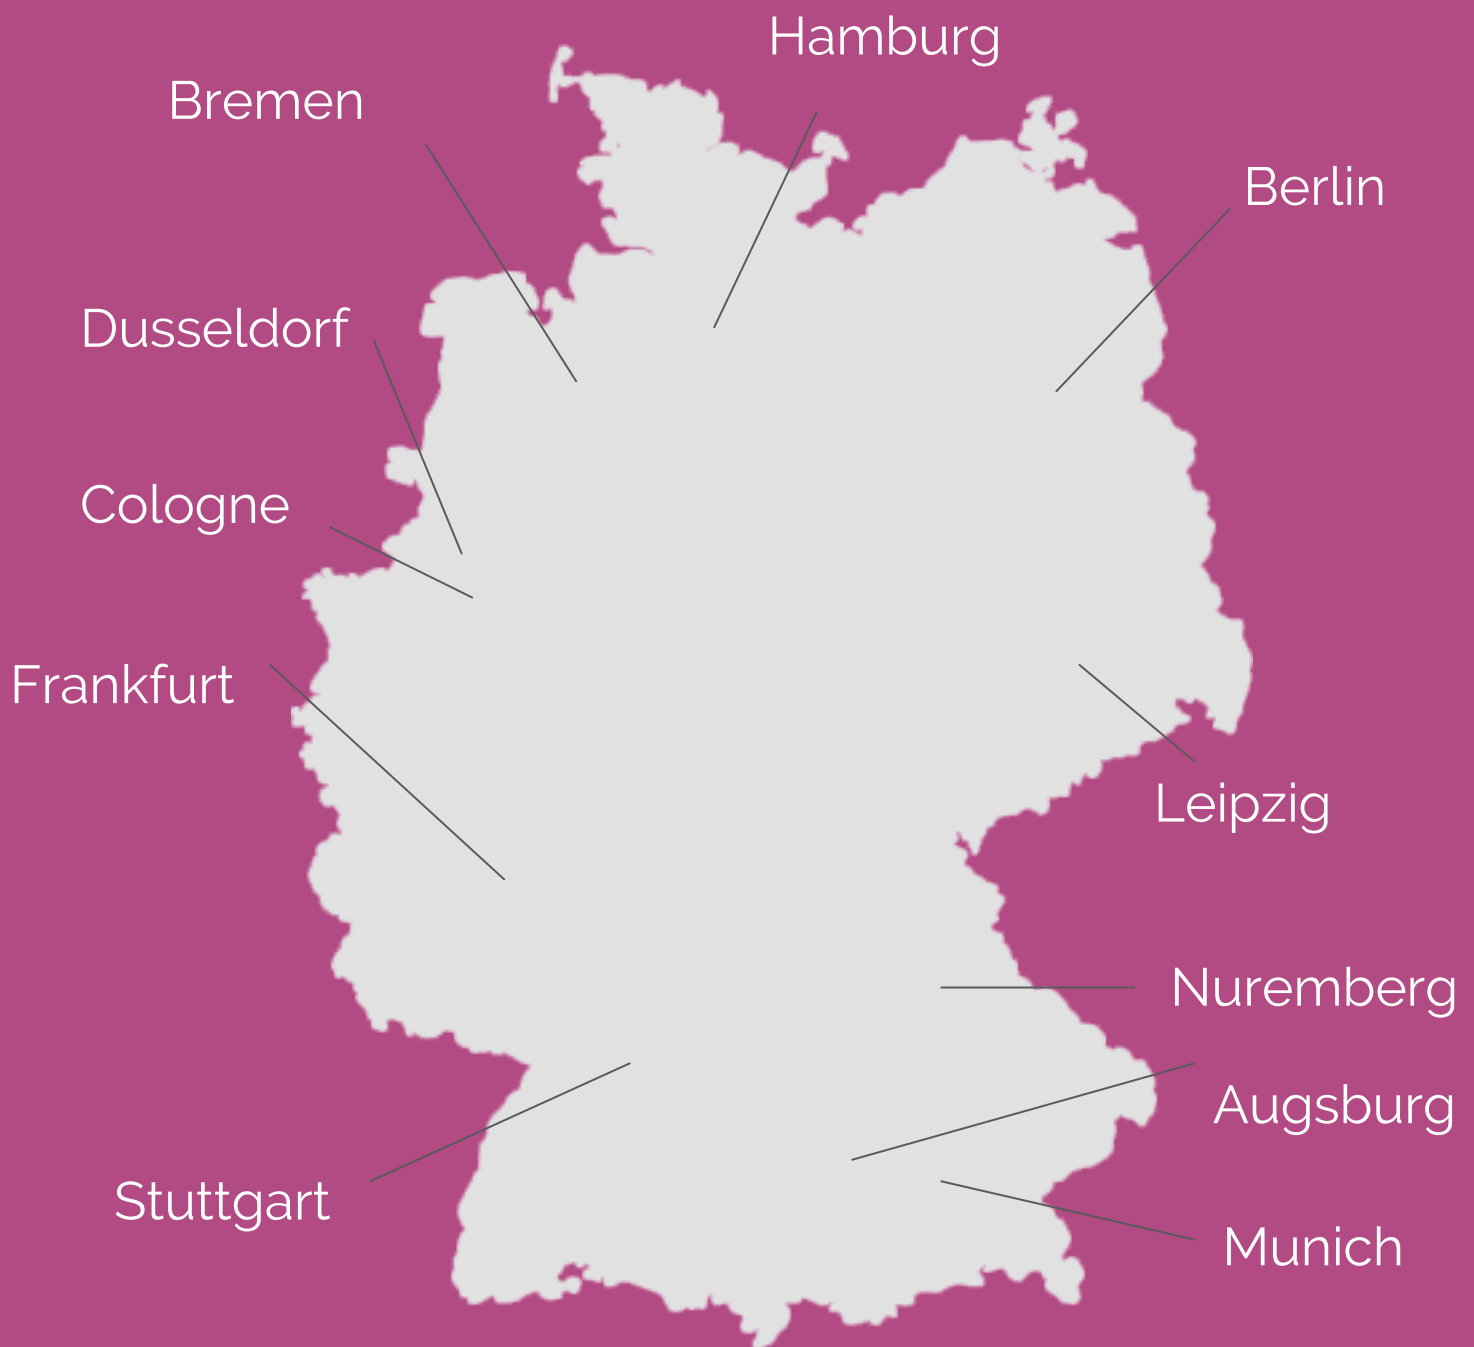 Hamburg
Bremen
Berlin
Dusseldorf
Cologne
Frankfurt
Leipzig
Nuremberg
Augsburg
Stuttgart
Munich